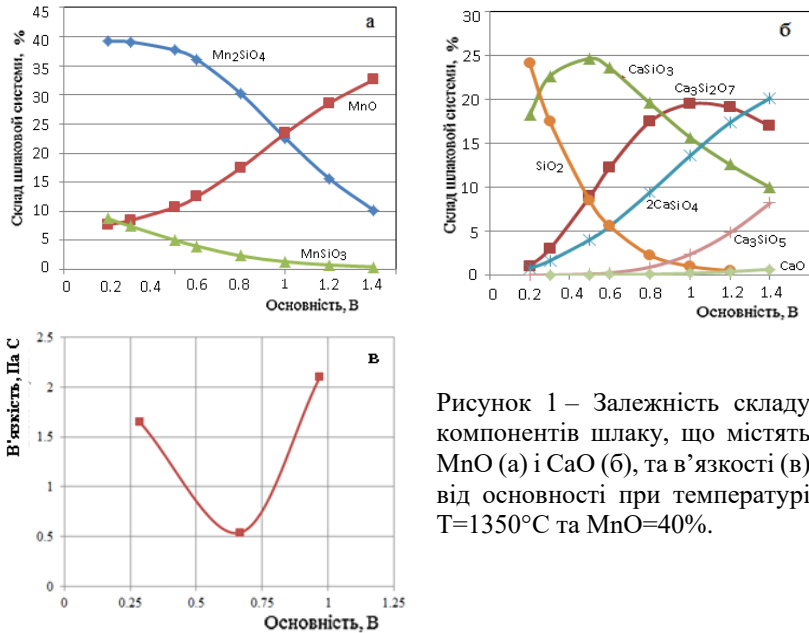 а
Склад шлаковой системи, %
45
40
35
30
25
20
15
10
5
0
Mn2SiO4
MnO
MnSiO3
0.2 0.2 0.4 0.6 0.8 1 1.2 1.4
Основність, В
б
Склад шлаковой системи, %
30
25
20
15
10
5
0
CaSiO3
Ca3Si2O7
SiO2
2CaSiO4
Ca3SiO5
CaO
0.2 0.4 0.6 0.8 1.0 1.2 1.4
Основність, В
в
В'язкість, Па С
2.5
2
1.5
1
0.5
0
0 0.25 0.5 0.75 1 1.25
Основність, В
Рисунок 1 – Залежність складу
компонентів шлаку, що містять
MnO (а) і CaO (б), та в’язкості (в)
від основності при температурі
Т=1350°С та MnO=40%.